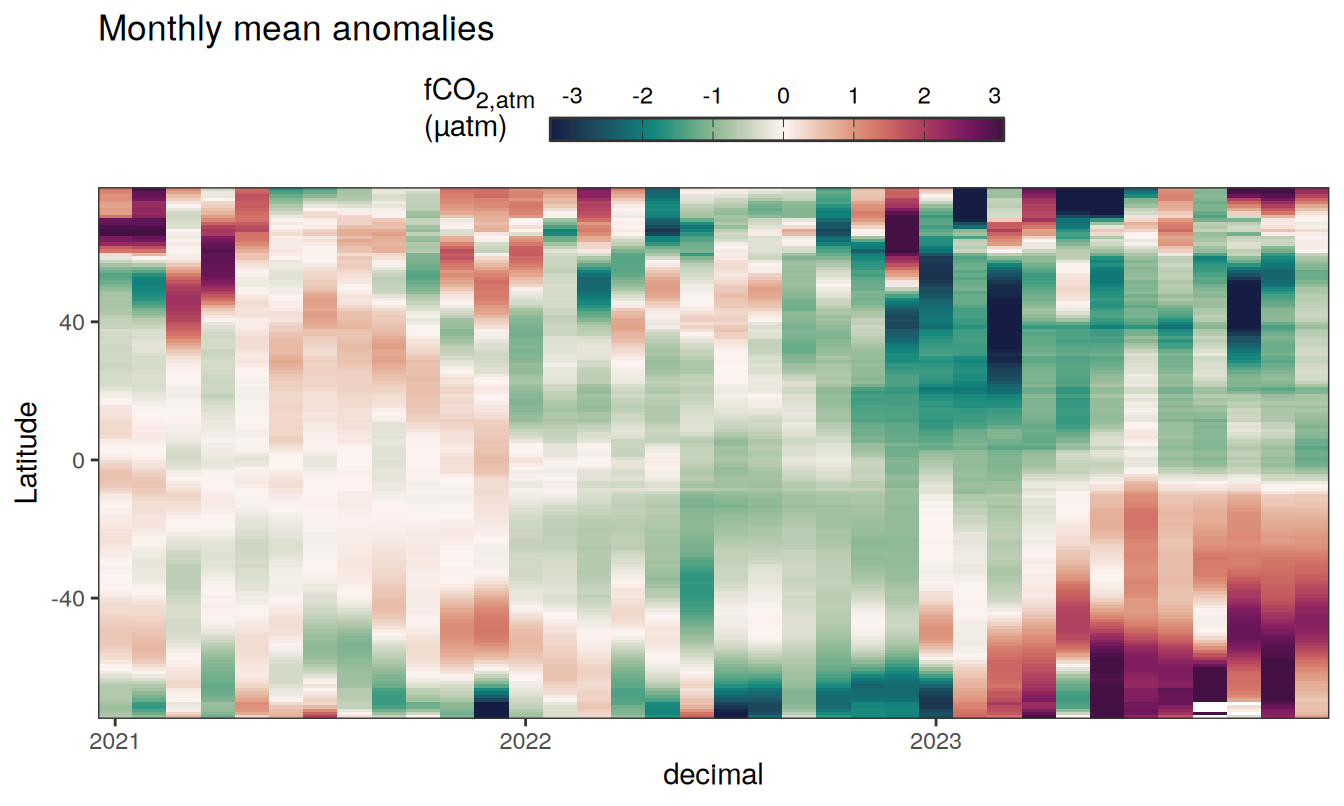 Monthly mean anomalies
fCO2,atm
(µatm)
-3 -2 -1 0 1 2 3
Latitude
40
0
-40
2021 2022 2023
decimal